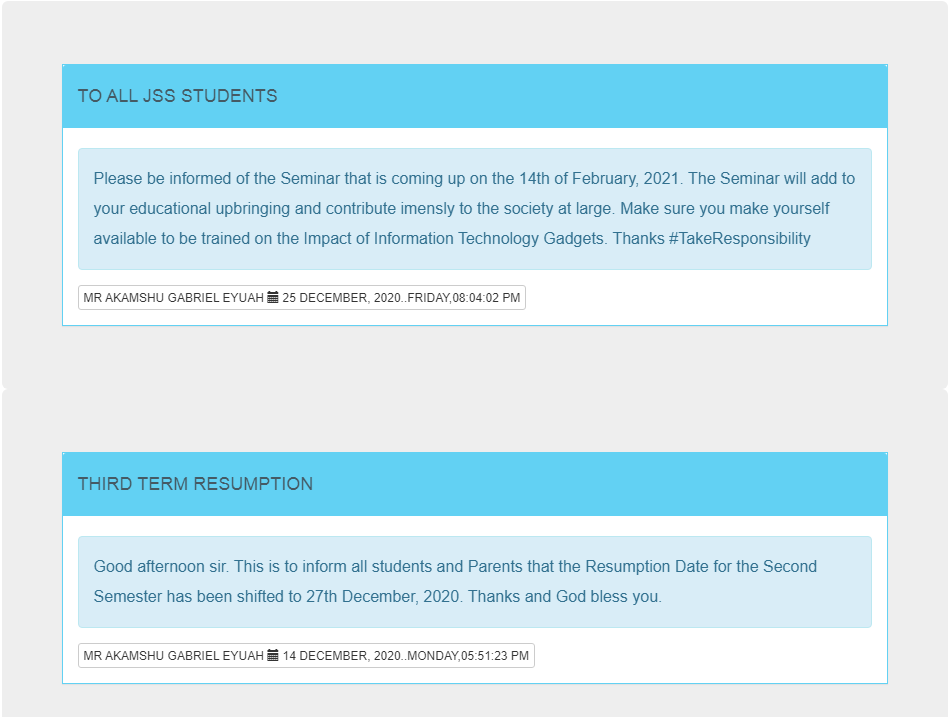 TO ALL JSS STUDENTS
Please be informed of the Seminar that is coming up on the 14th of February, 2021. The Seminar will add to
your educational upbringing and contribute imensly to the society at large. Make sure you make yourself
available to be trained on the Impact of Information Technology Gadgets. Thanks #TakeResponsibility
MR AKAMSHU GABRIEL EYUAH 25 DECEMBER, 2020..FRIDAY,08:04:02 PM
THIRD TERM RESUMPTION
Good afternoon sir. This is to inform all students and Parents that the Resumption Date for the Second
Semester has been shifted to 27th December, 2020. Thanks and God bless you.
MR AKAMSHU GABRIEL EYUAH 14 DECEMBER, 2020..MONDAY,05:51:23 PM